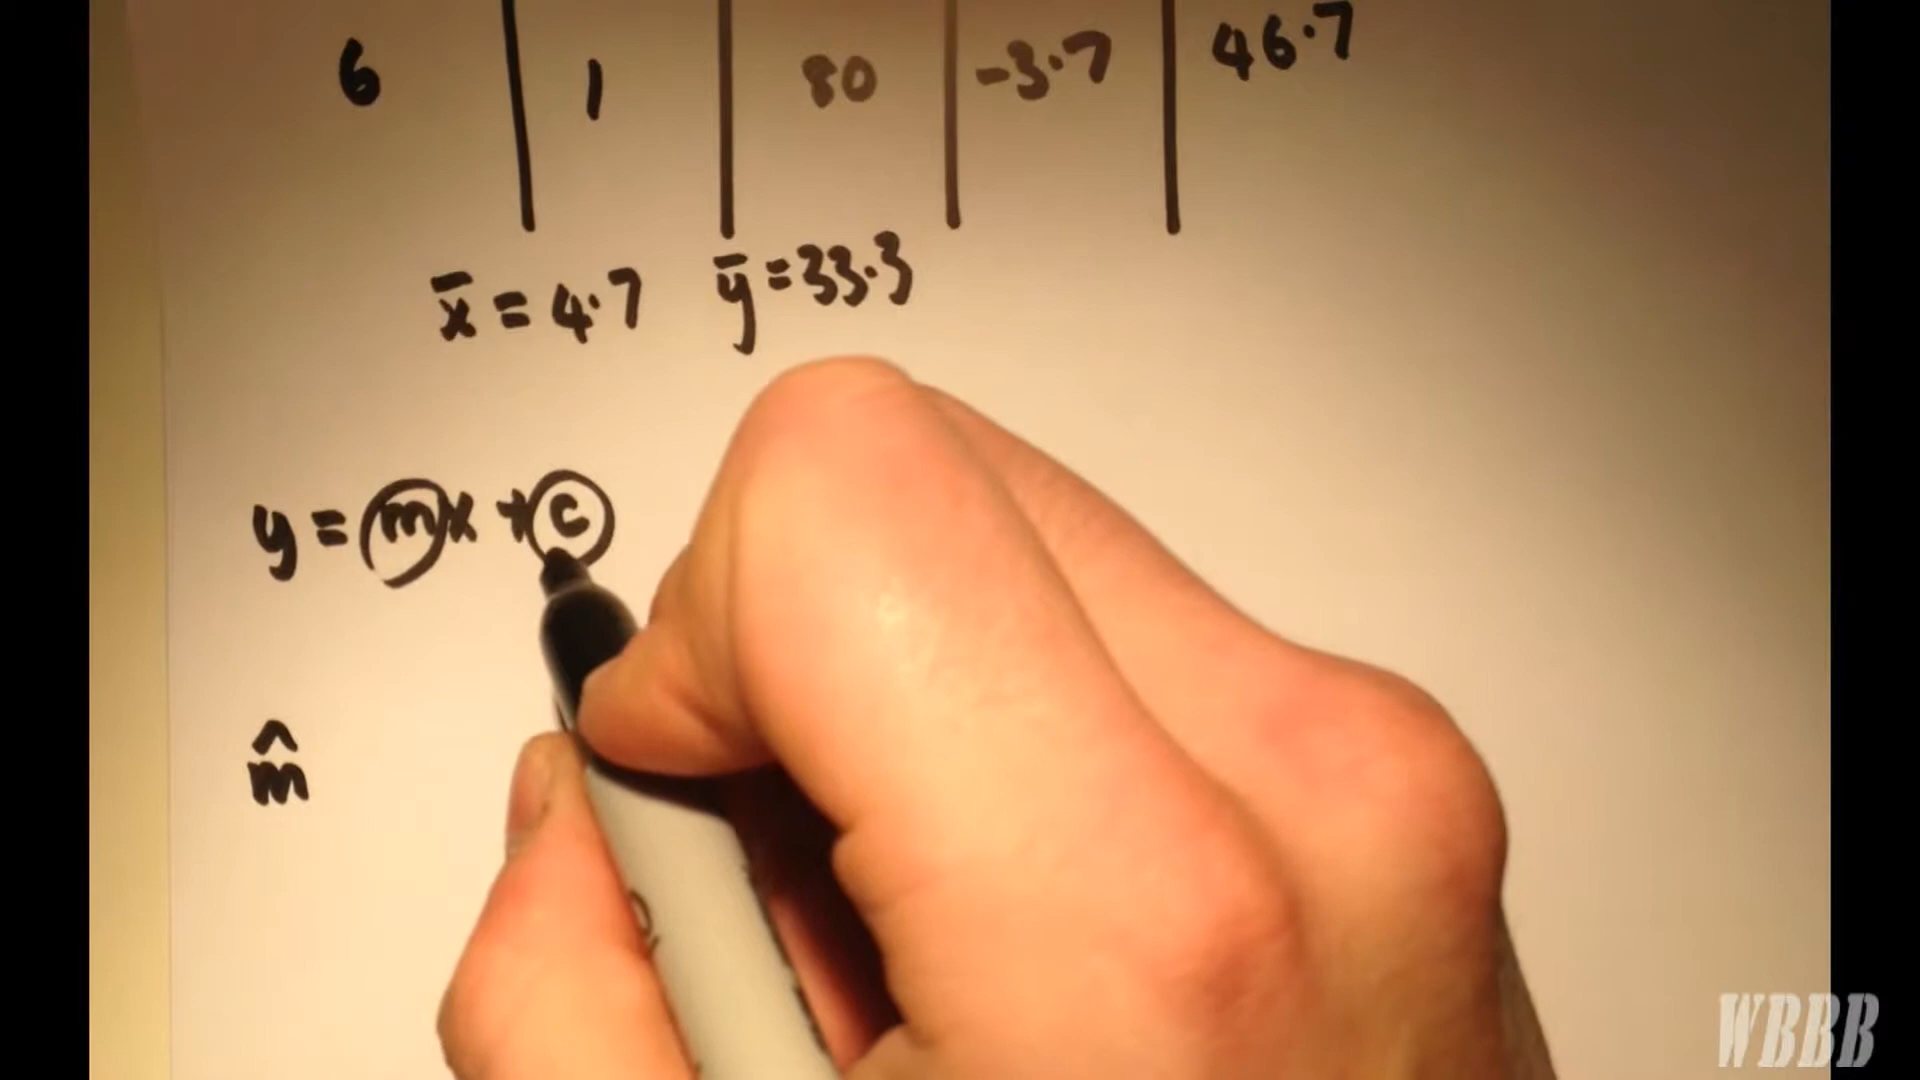 6 1 80 -3.7 46.7
x̄ = 4.7 ȳ = 33.3
y = mx + c
m̂
WBBB